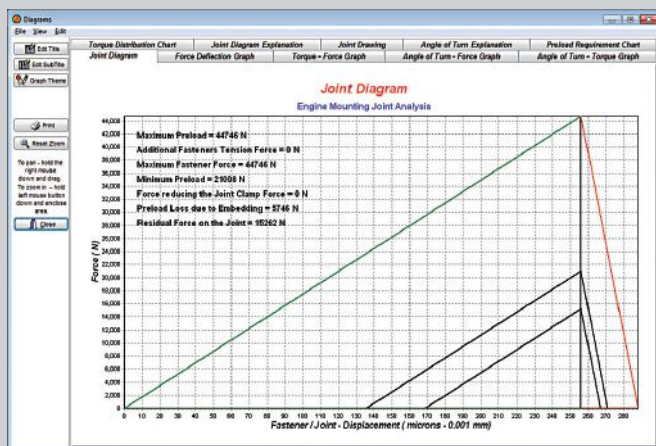 Diagrams
File View Edit
Edit Title
Edit SubTitle
Graph Theme
Print
Reset Zoom
To pan - hold the
right mouse
down and drag.
To zoom in - hold
left mouse button
down and enclose
area.
Close
Torque Distribution Chart Joint Diagram Explanation Joint Drawing Angle of Turn Explanation Preload Requirement Chart
Joint Diagram Force Deflection Graph Torque - Force Graph Angle of Turn - Force Graph Angle of Turn - Torque Graph
Joint Diagram
Engine Mounting Joint Analysis
Maximum Preload = 44746 N
Additional Fasteners Tension Force = 0 N
Maximum Fastener Force = 44746 N
Minimum Preload = 21008 N
Force reducing the Joint Clamp Force = 0 N
Preload Loss due to Embedding = 5746 N
Residual Force on the Joint = 15262 N
Force ( N )
44,000
42,000
40,000
38,000
36,000
34,000
32,000
30,000
28,000
26,000
24,000
22,000
20,000
18,000
16,000
14,000
12,000
10,000
8,000
6,000
4,000
2,000
0
0 10 20 30 40 50 60 70 80 90 100 110 120 130 140 150 160 170 180 190 200 210 220 230 240 250 260 270 280
Fastener / Joint - Displacement ( microns - 0.001 mm )